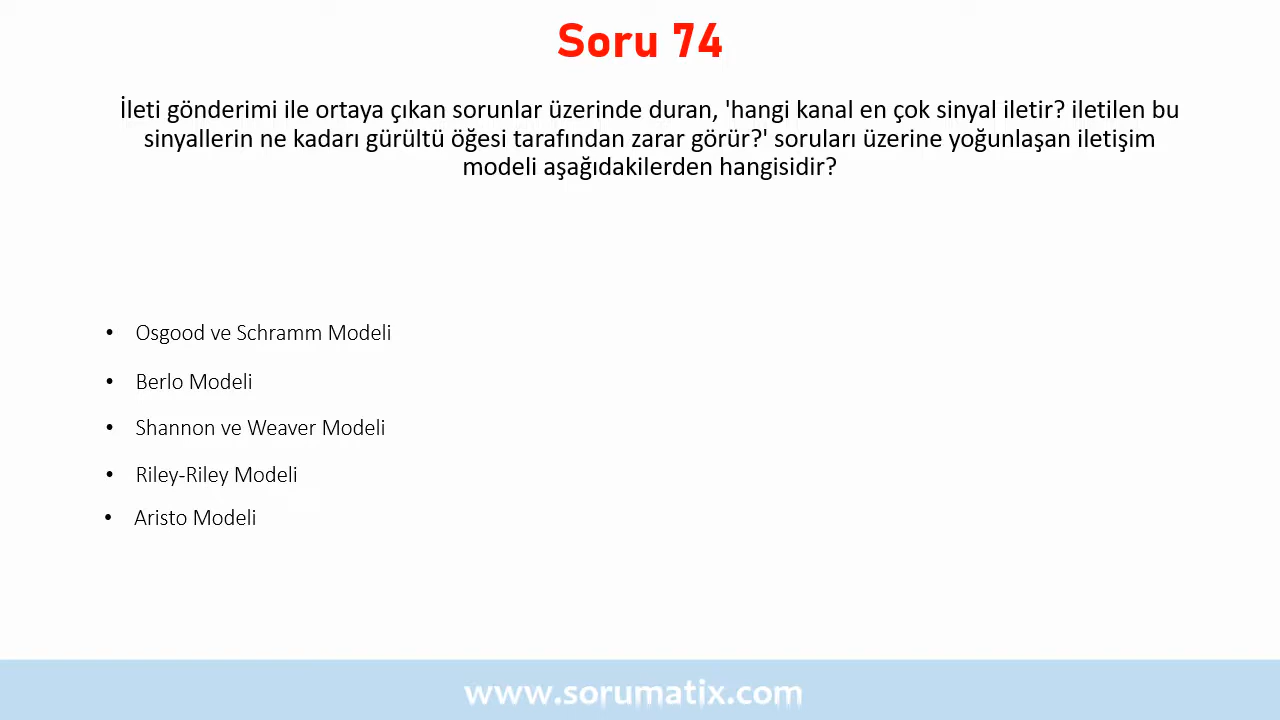 Soru 74
İleti gönderimi ile ortaya çıkan sorunlar üzerinde duran, 'hangi kanal en çok sinyal iletir? iletilen bu
sinyallerin ne kadarı gürültü öğesi tarafından zarar görür?' soruları üzerine yoğunlaşan iletişim
modeli aşağıdakilerden hangisidir?
• Osgood ve Schramm Modeli
• Berlo Modeli
• Shannon ve Weaver Modeli
• Riley-Riley Modeli
• Aristo Modeli
www.sorumatix.com